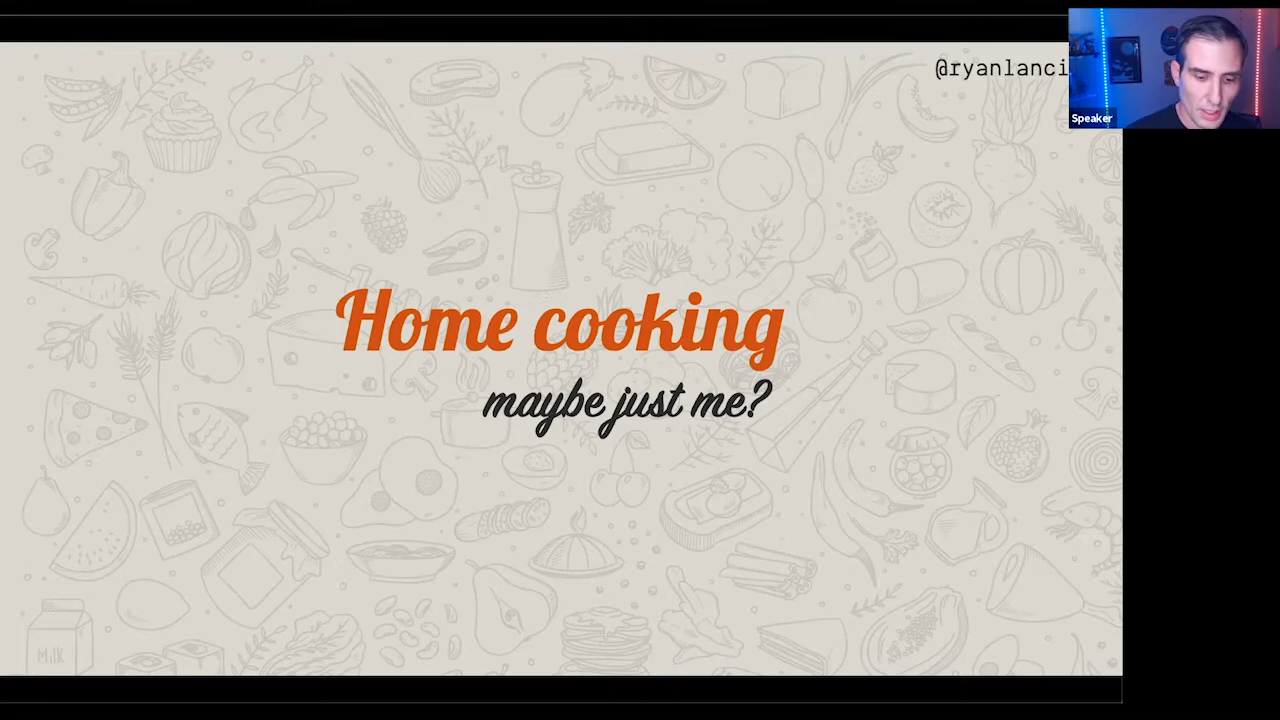 @ryanlanci
Speaker
Home cooking
maybe just me?
Milk